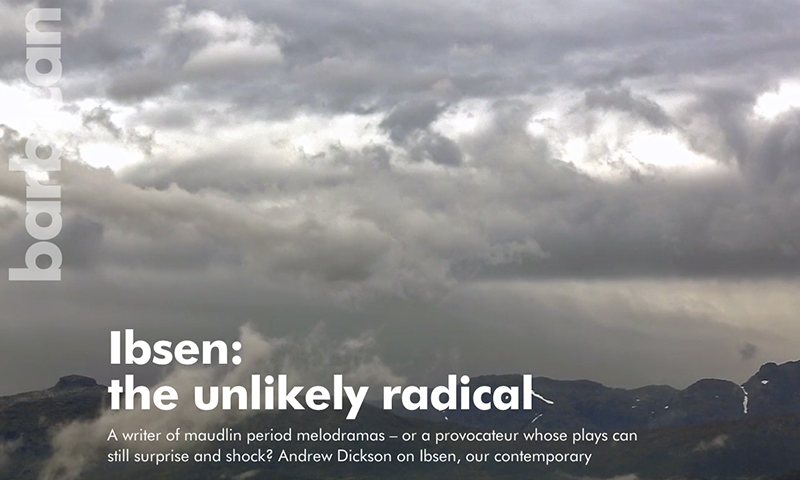 barbican
Ibsen:
the unlikely radical
A writer of maudlin period melodramas – or a provocateur whose plays can
still surprise and shock? Andrew Dickson on Ibsen, our contemporary